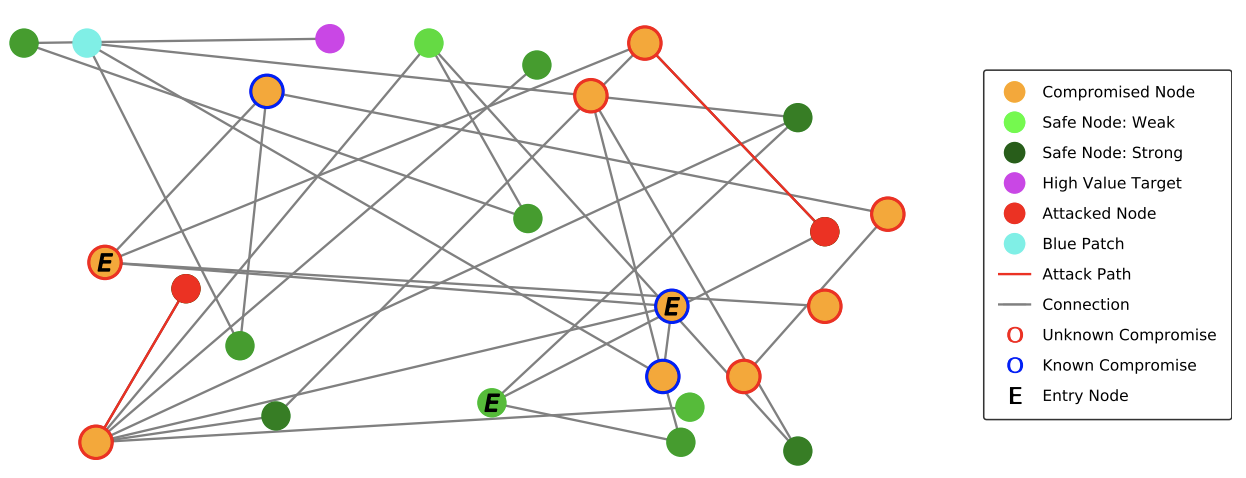 E
E
E
Compromised Node
Safe Node: Weak
Safe Node: Strong
High Value Target
Attacked Node
Blue Patch
Attack Path
Connection
O Unknown Compromise
O Known Compromise
E Entry Node